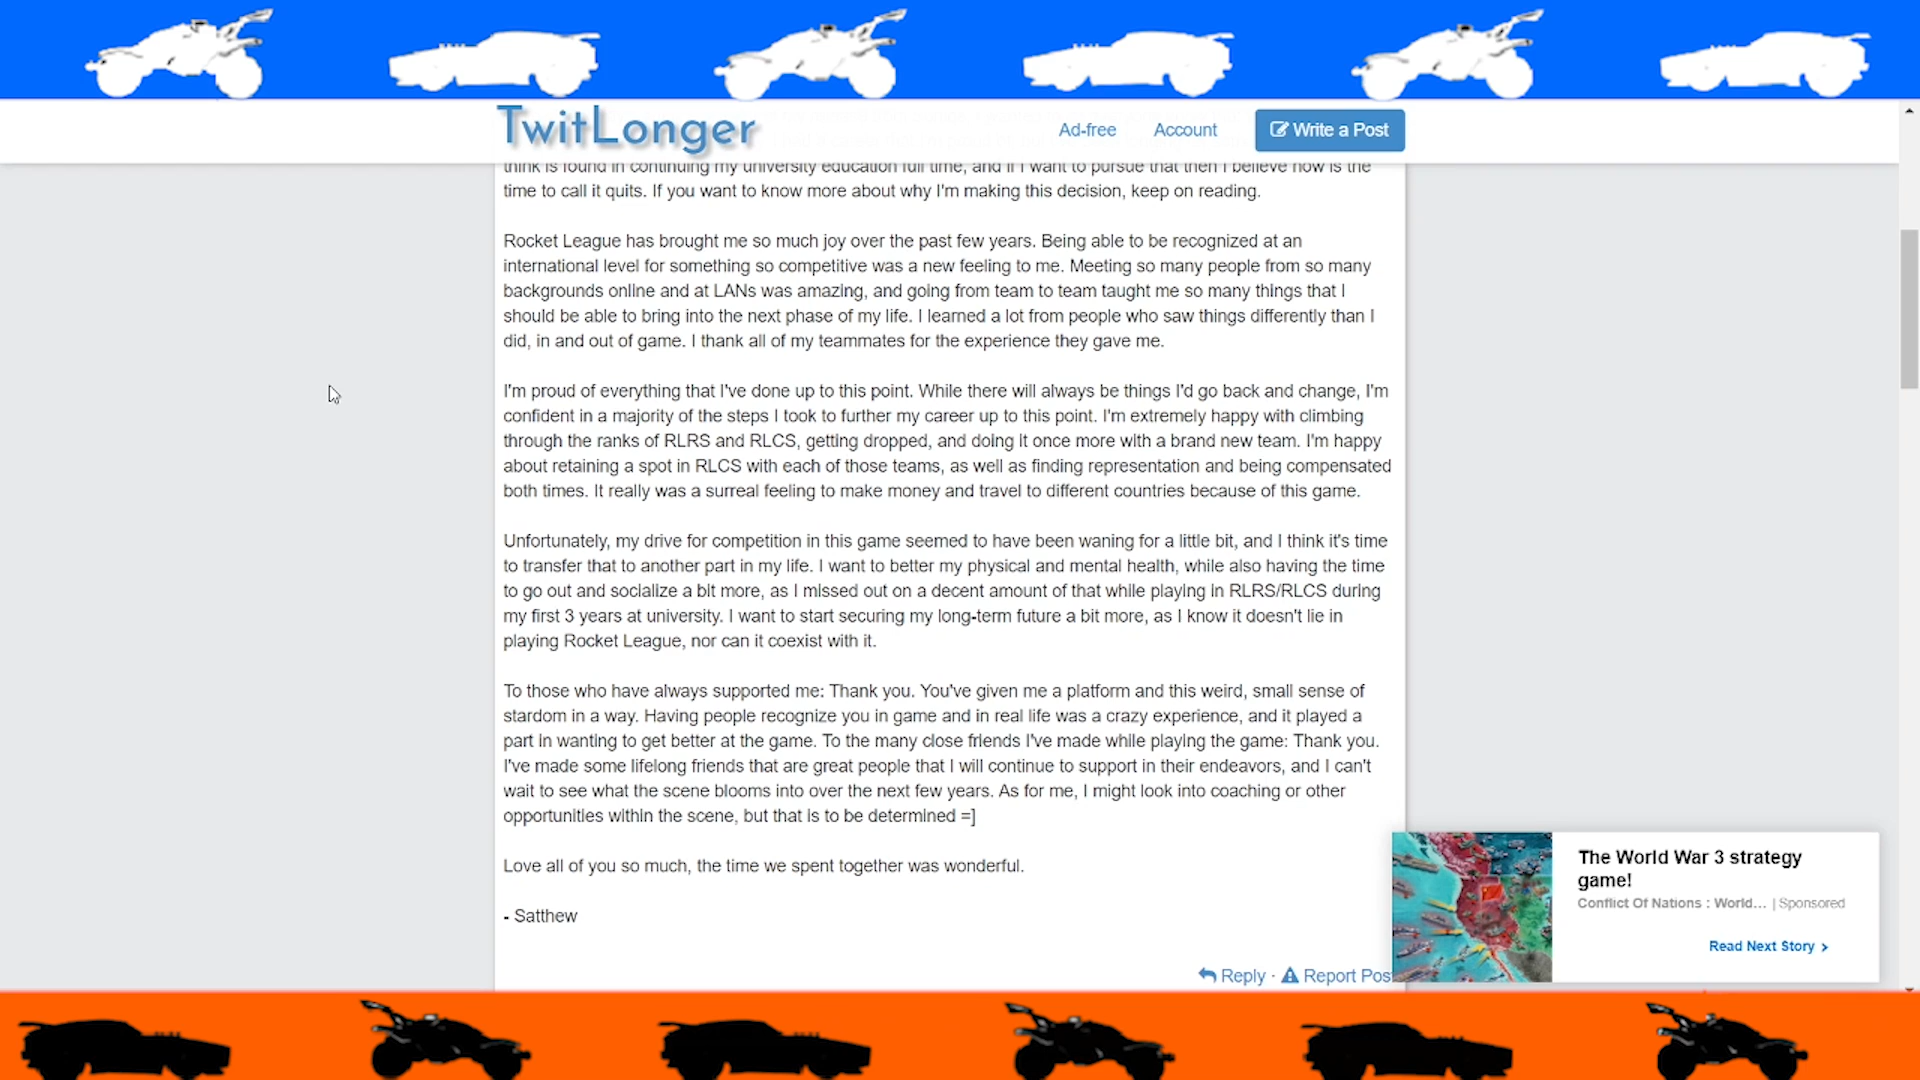 TwitLonger
Ad-free
Account
Write a Post
think is found in continuing my university education full time, and if I want to pursue that then I believe now is the
time to call it quits. If you want to know more about why I'm making this decision, keep on reading.
Rocket League has brought me so much joy over the past few years. Being able to be recognized at an
international level for something so competitive was a new feeling to me. Meeting so many people from so many
backgrounds online and at LANs was amazing, and going from team to team taught me so many things that I
should be able to bring into the next phase of my life. I learned a lot from people who saw things differently than I
did, in and out of game. I thank all of my teammates for the experience they gave me.
I'm proud of everything that I've done up to this point. While there will always be things I'd go back and change, I'm
confident in a majority of the steps I took to further my career up to this point. I'm extremely happy with climbing
through the ranks of RLRS and RLCS, getting dropped, and doing it once more with a brand new team. I'm happy
about retaining a spot in RLCS with each of those teams, as well as finding representation and being compensated
both times. It really was a surreal feeling to make money and travel to different countries because of this game.
Unfortunately, my drive for competition in this game seemed to have been waning for a little bit, and I think it's time
to transfer that to another part in my life. I want to better my physical and mental health, while also having the time
to go out and socialize a bit more, as I missed out on a decent amount of that while playing in RLRS/RLCS during
my first 3 years at university. I want to start securing my long-term future a bit more, as I know it doesn't lie in
playing Rocket League, nor can it coexist with it.
To those who have always supported me: Thank you. You've given me a platform and this weird, small sense of
stardom in a way. Having people recognize you in game and in real life was a crazy experience, and it played a
part in wanting to get better at the game. To the many close friends I've made while playing the game: Thank you.
I've made some lifelong friends that are great people that I will continue to support in their endeavors, and I can't
wait to see what the scene blooms into over the next few years. As for me, I might look into coaching or other
opportunities within the scene, but that is to be determined =]
Love all of you so much, the time we spent together was wonderful.
- Satthew
Reply · Report Pos
The World War 3 strategy
game!
Conflict Of Nations : World... | Sponsored
Read Next Story >